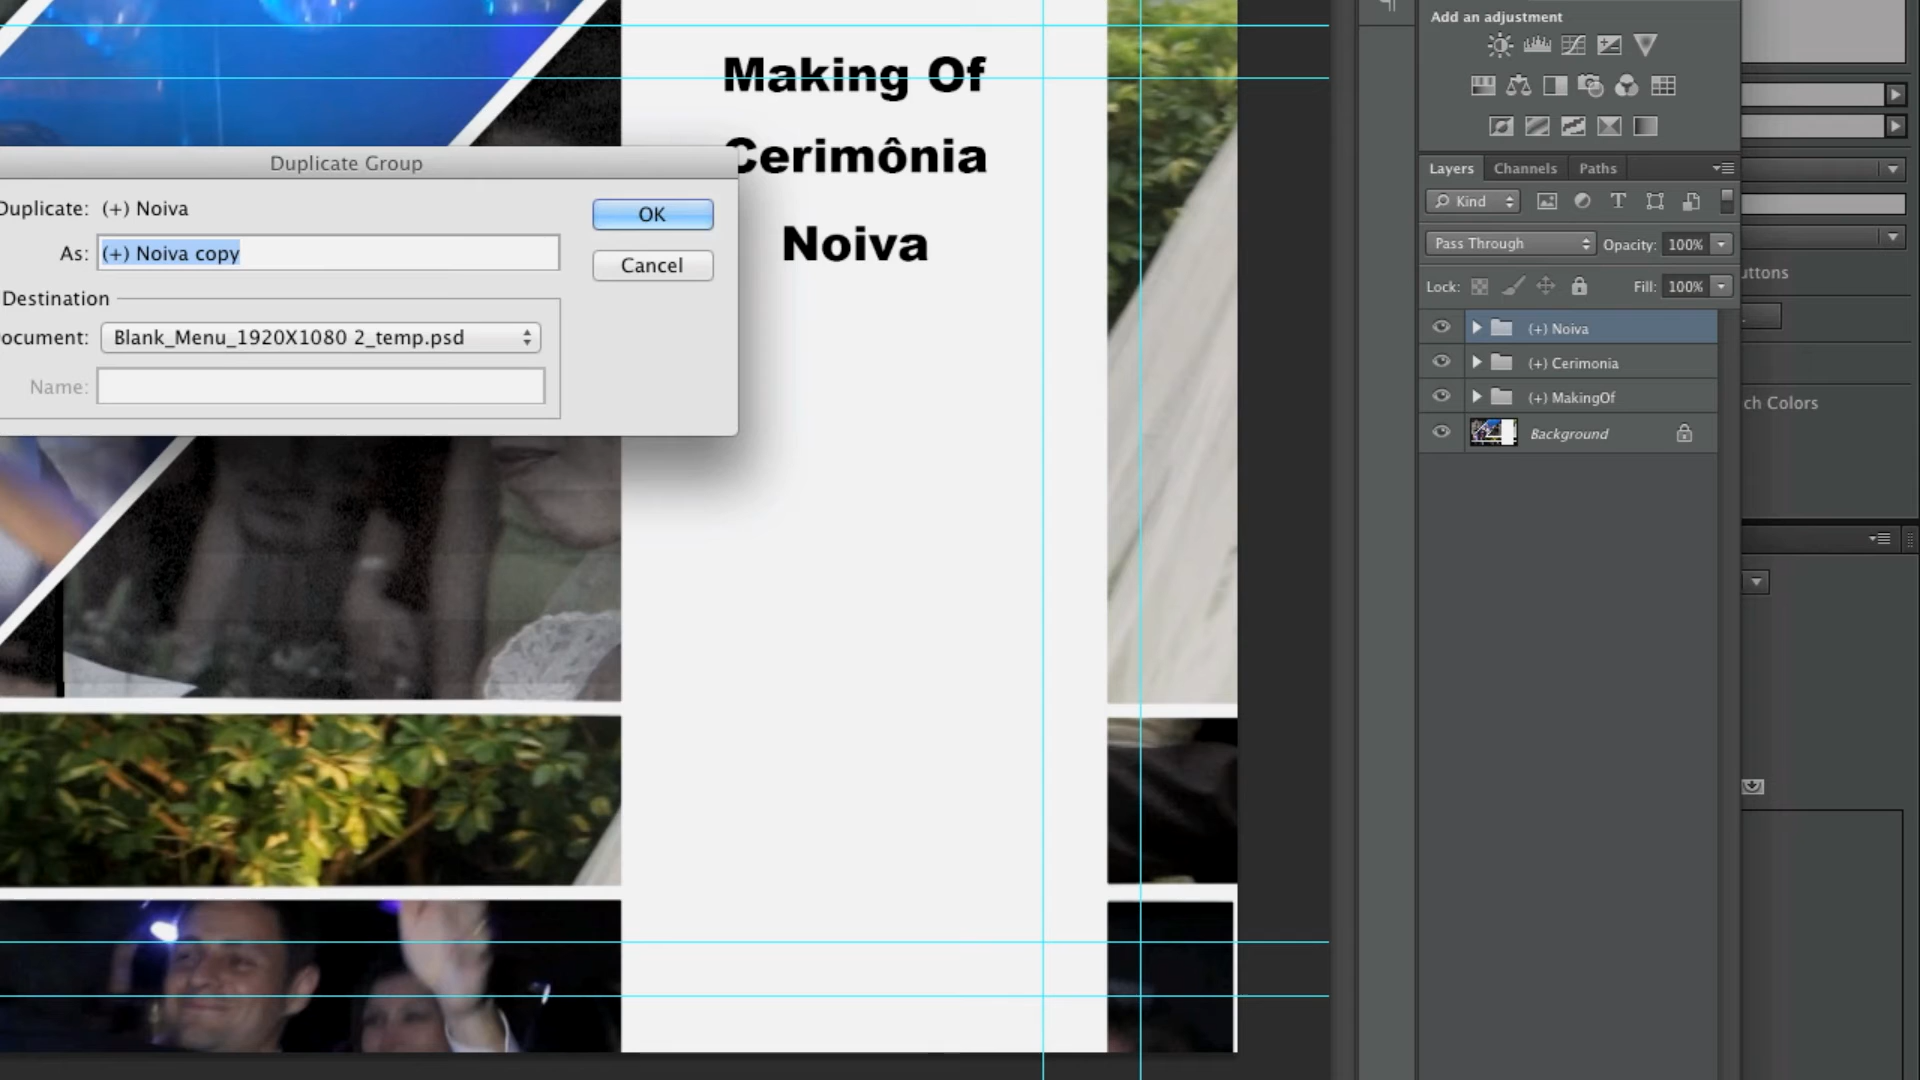 Add an adjustment
Making Of
Cerimônia
Noiva
Duplicate Group
Duplicate: (+) Noiva
As: (+) Noiva copy
OK
Cancel
Destination
ocument: Blank_Menu_1920X1080 2_temp.psd
Name:
Layers Channels Paths
Kind
Pass Through Opacity: 100%
Lock: Fill: 100%
(+) Noiva
(+) Cerimonia
(+) MakingOf
Background
uttons
ch Colors